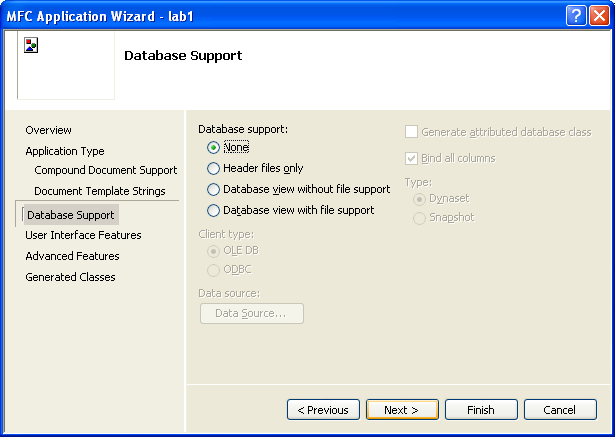 MFC Application Wizard - lab1
Database Support
Overview
Application Type
Compound Document Support
Document Template Strings
Database Support
User Interface Features
Advanced Features
Generated Classes
Database support:
None
Header files only
Database view without file support
Database view with file support
Client type:
OLE DB
ODBC
Data source:
Data Source...
Generate attributed database class
Bind all columns
Type:
Dynaset
Snapshot
< Previous
Next >
Finish
Cancel